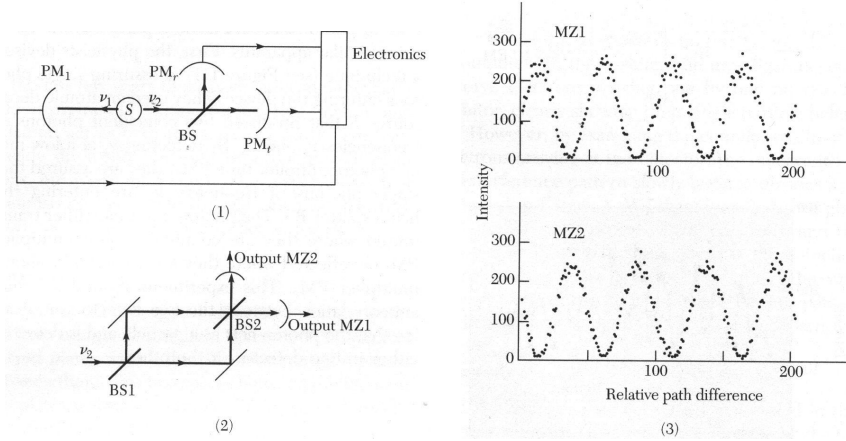 PM1
ν1
S
ν2
PMr
BS
PMt
Electronics
(1)
Output MZ2
BS2
Output MZ1
ν2
BS1
(2)
MZ1
300
200
100
0
100
200
Intensity
MZ2
300
200
100
0
100
200
Relative path difference
(3)